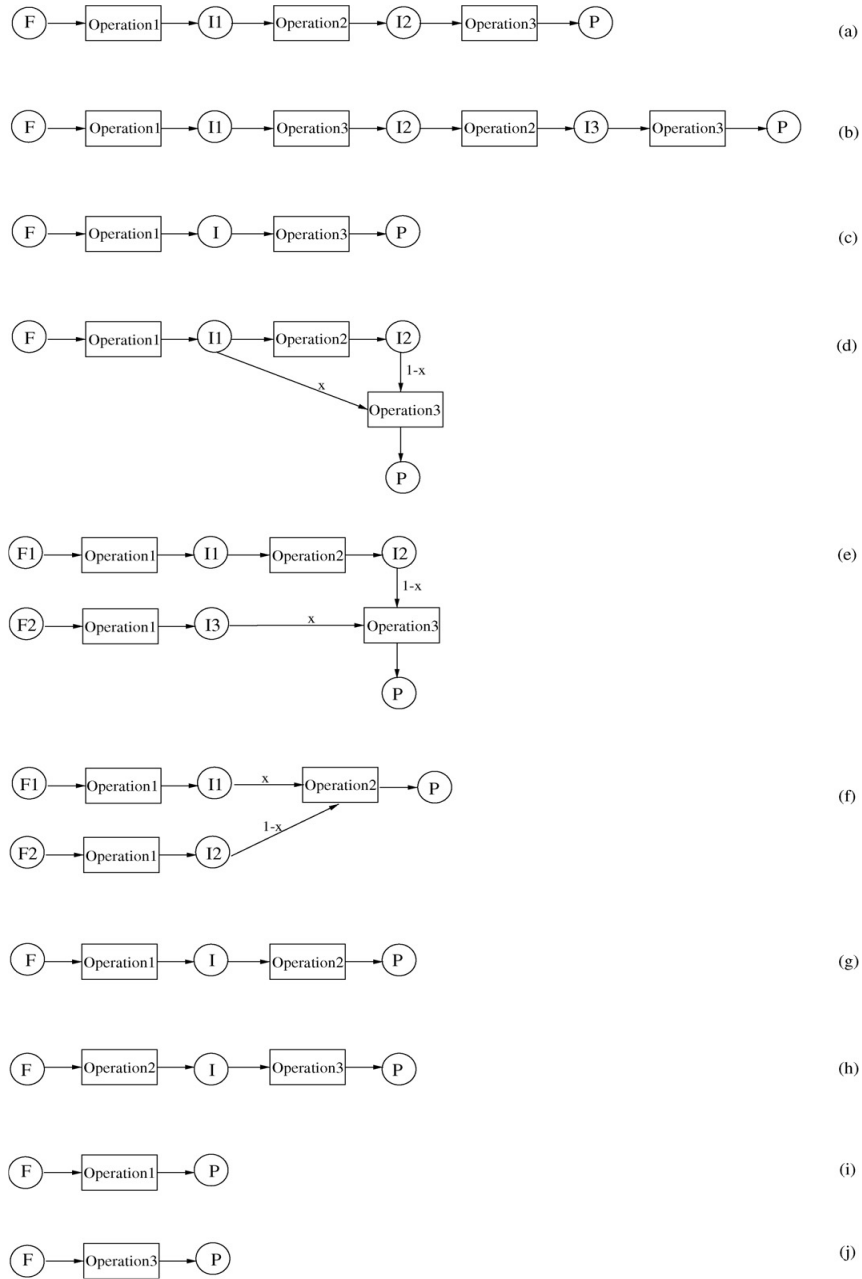 F Operation1 I1 Operation2 I2 Operation3 P (a)
F Operation1 I1 Operation3 I2 Operation2 I3 Operation3 P (b)
F Operation1 I Operation3 P (c)
F Operation1 I1 Operation2 I2 (d)
x 1-x
Operation3
P
F1 Operation1 I1 Operation2 I2 (e)
1-x
F2 Operation1 I3 x Operation3
P
F1 Operation1 I1 x Operation2 P (f)
1-x
F2 Operation1 I2
F Operation1 I Operation2 P (g)
F Operation2 I Operation3 P (h)
F Operation1 P (i)
F Operation3 P (j)